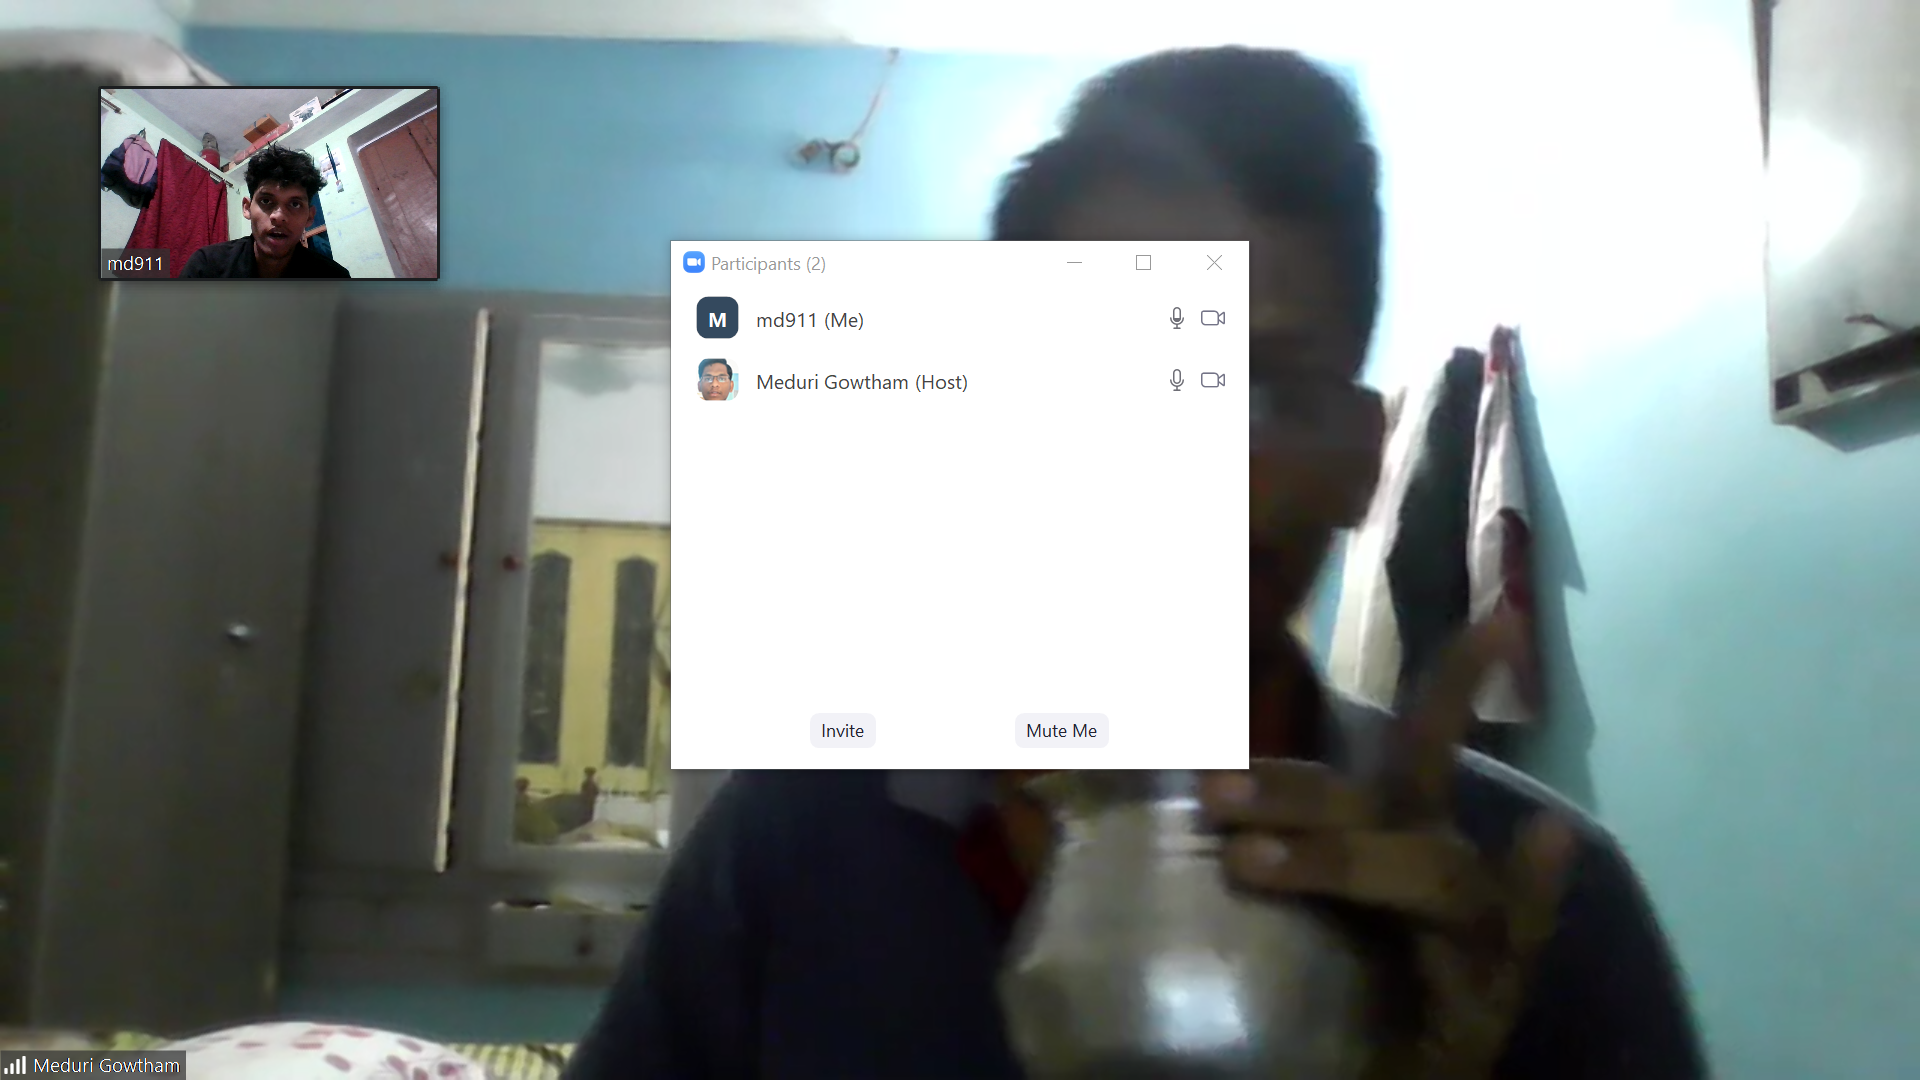 md911
Participants (2)
M
md911 (Me)
Meduri Gowtham (Host)
Invite
Mute Me
Meduri Gowtham